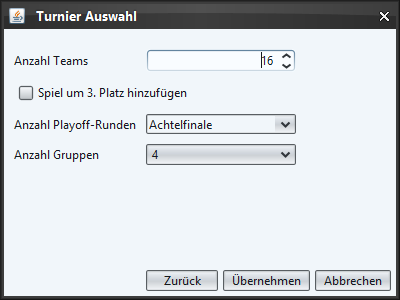 Turnier Auswahl
Anzahl Teams 16
Spiel um 3. Platz hinzufügen
Anzahl Playoff-Runden Achtelfinale
Anzahl Gruppen 4
Zurück Übernehmen Abbrechen